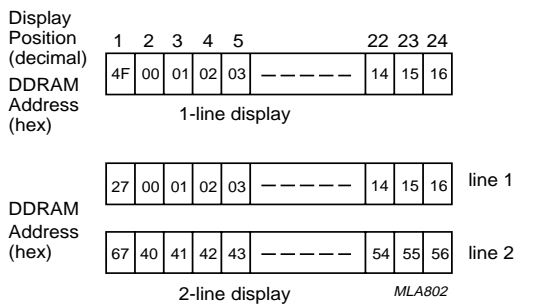 Display
Position
(decimal)
1 2 3 4 5 22 23 24
DDRAM
Address
(hex)
4F 00 01 02 03 14 15 16
1-line display
27 00 01 02 03 14 15 16 line 1
DDRAM
Address
(hex)
67 40 41 42 43 54 55 56 line 2
2-line display
MLA802